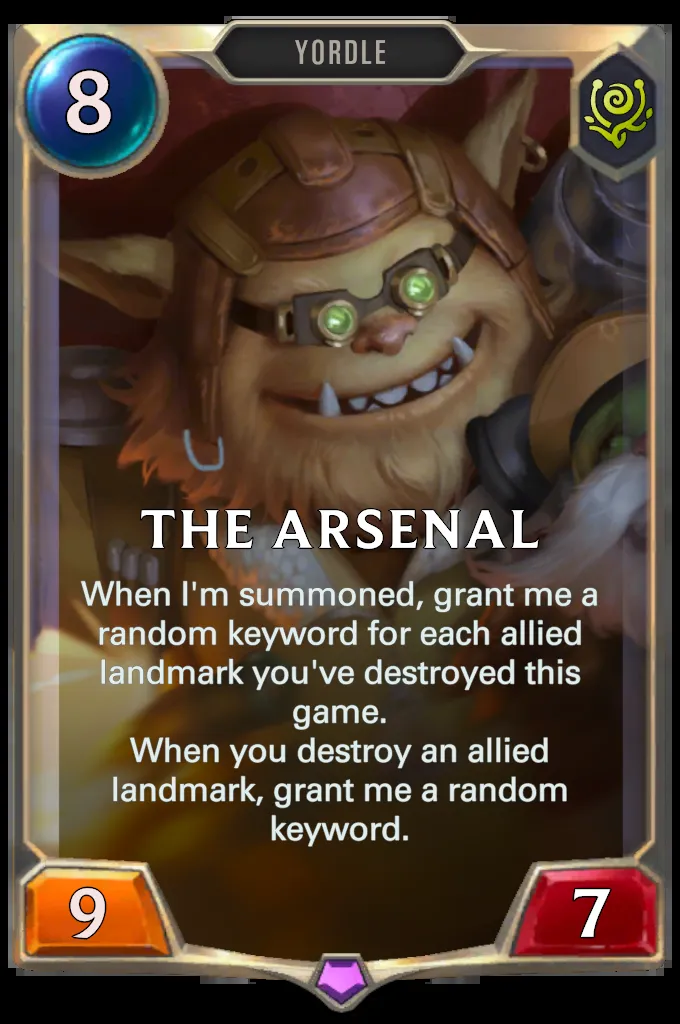 YORDLE
8
THE ARSENAL
When I'm summoned, grant me a
random keyword for each allied
landmark you've destroyed this
game.
When you destroy an allied
landmark, grant me a random
keyword.
9
7